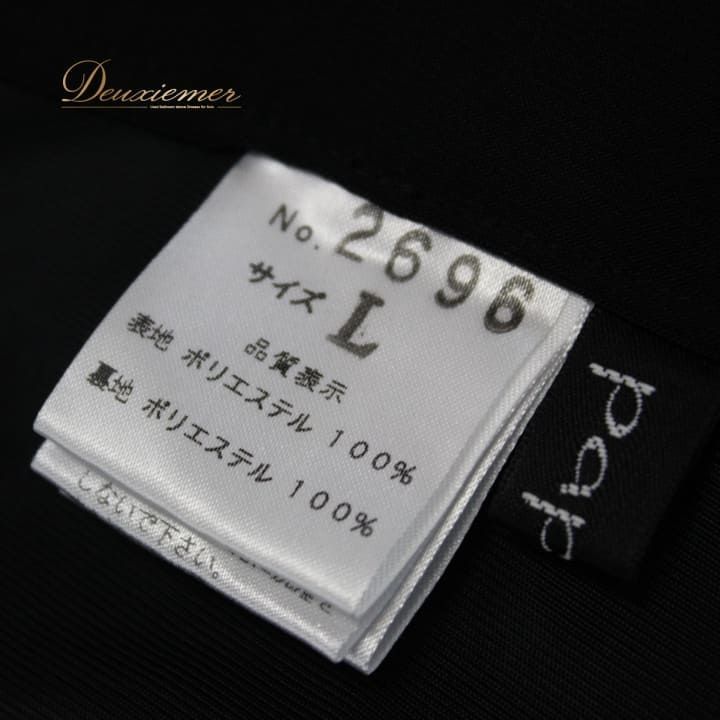 Deuxiemer
No. 2696
サイズ L
品質表示
表地 ポリエステル 100%
裏地 ポリエステル 100%
しないで下さい。
pap